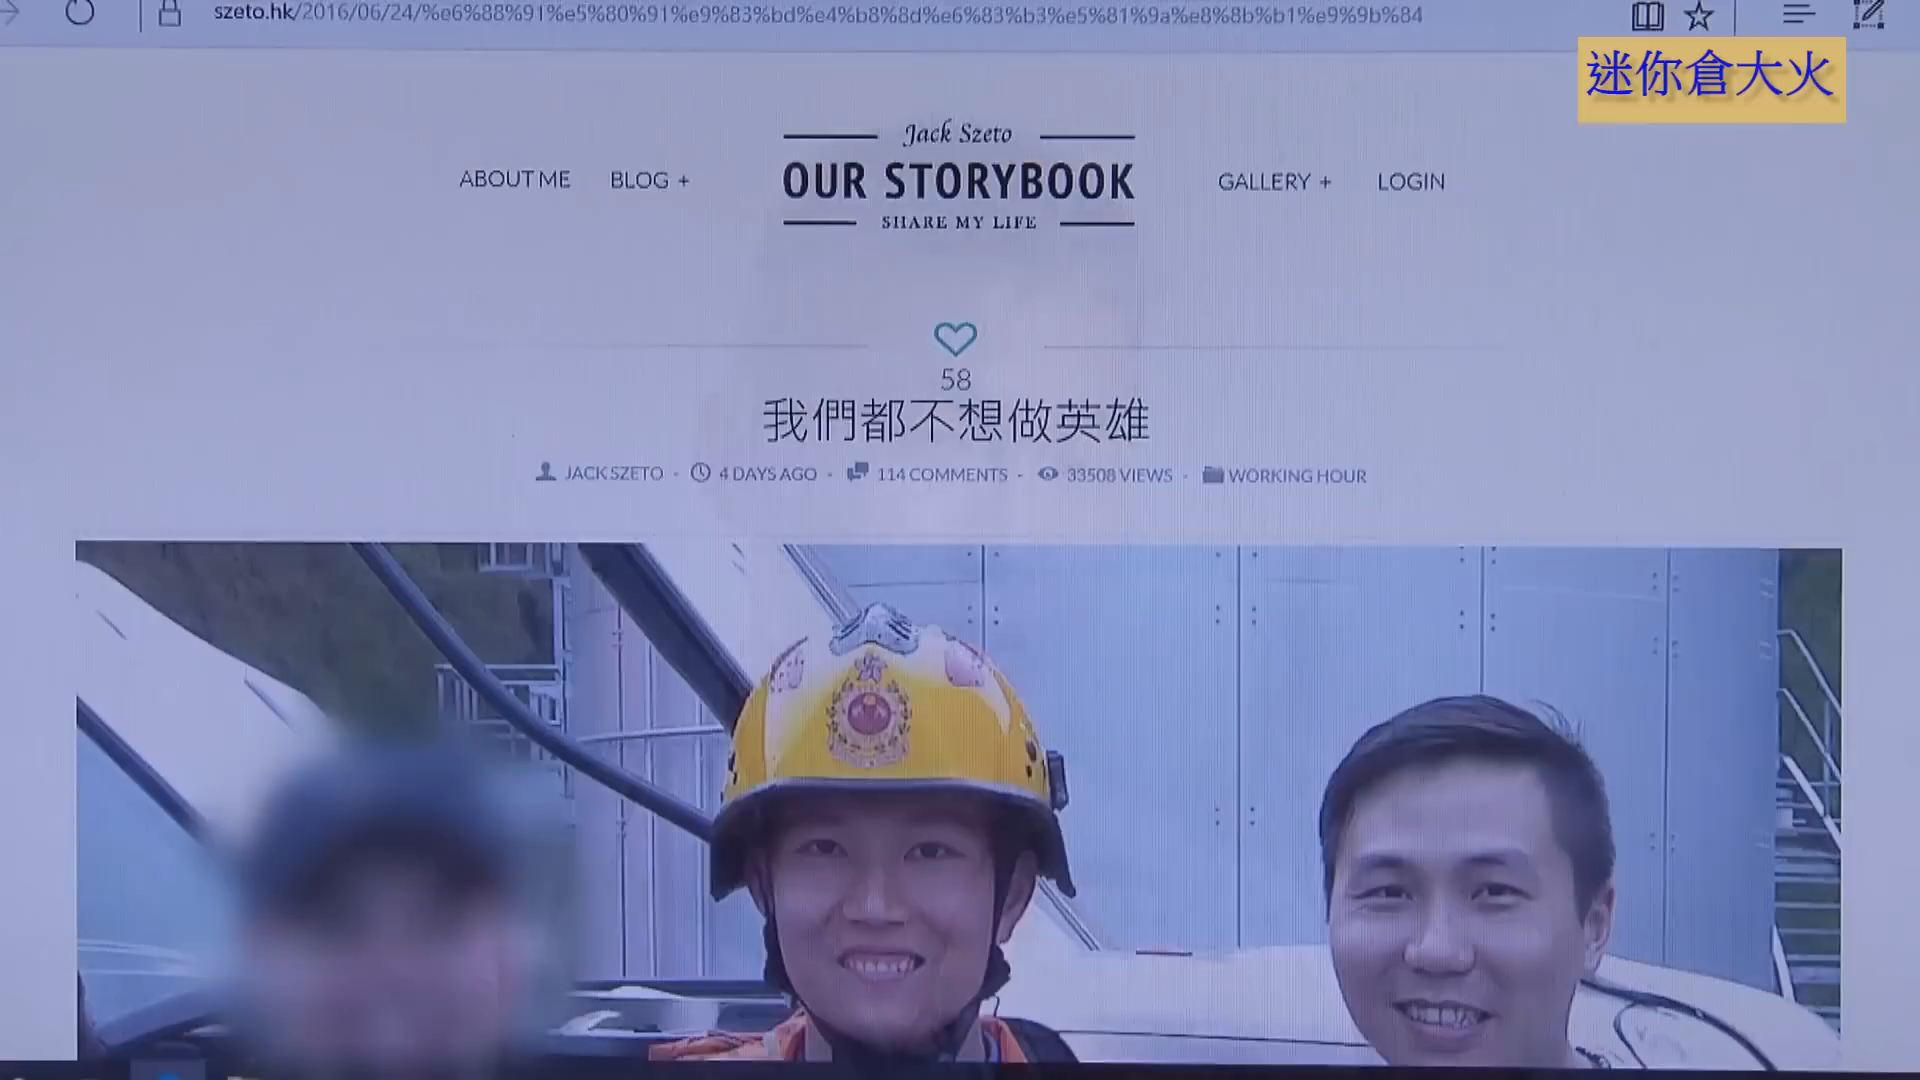 szeto.hk/2016/06/24/%e6%88%91%e5%80%91%e9%83%bd%e4%b8%8d%e6%83%b3%e5%81%9a%e8%8b%b1%e9%9b%84
迷你倉大火
Jack Szeto
ABOUT ME BLOG + OUR STORYBOOK GALLERY + LOGIN
SHARE MY LIFE
58
我們都不想做英雄
JACK SZETO - 4 DAYS AGO - 114 COMMENTS - 33508 VIEWS - WORKING HOUR